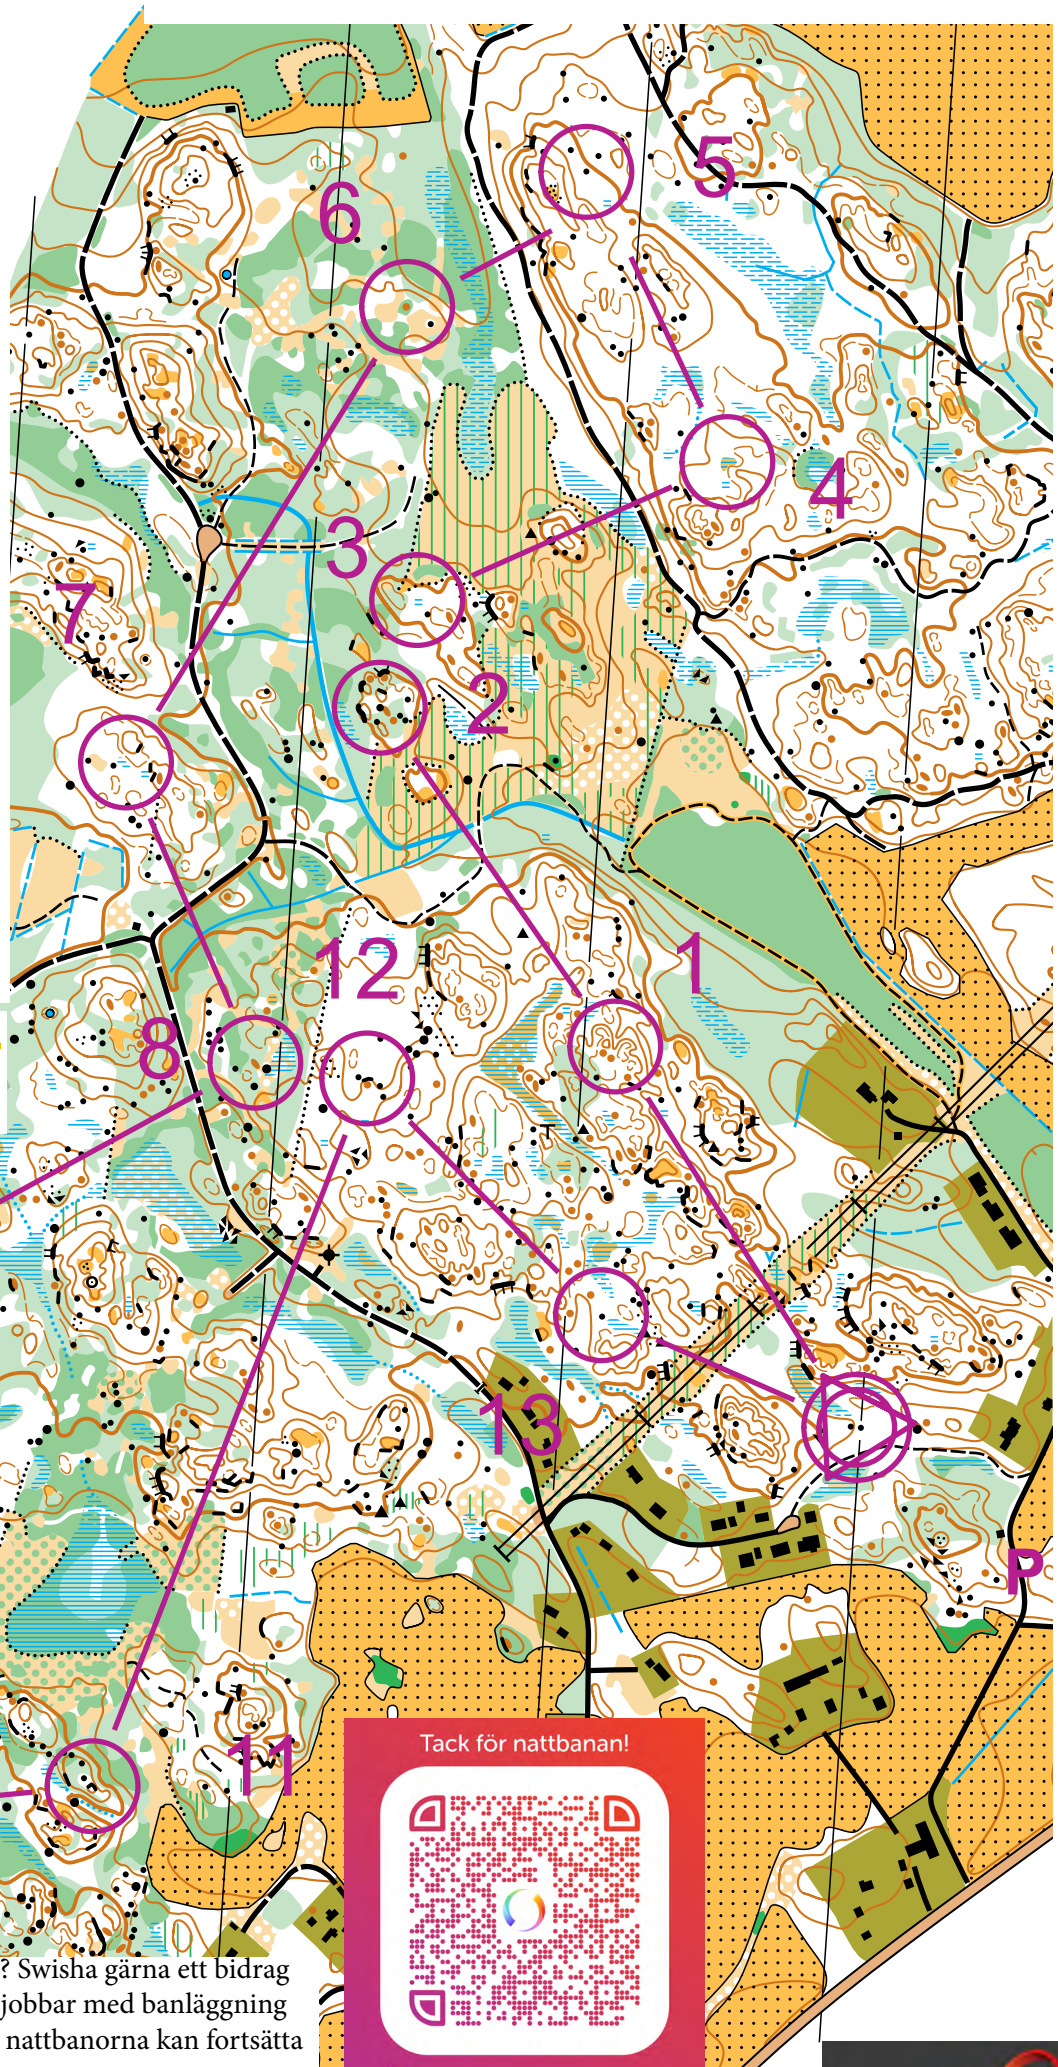 5
6
4
3
7
2
1
12
8
13
P
11
Tack för nattbanan!
? Swisha gärna ett bidrag
jobbar med banläggning
nattbanorna kan fortsätta